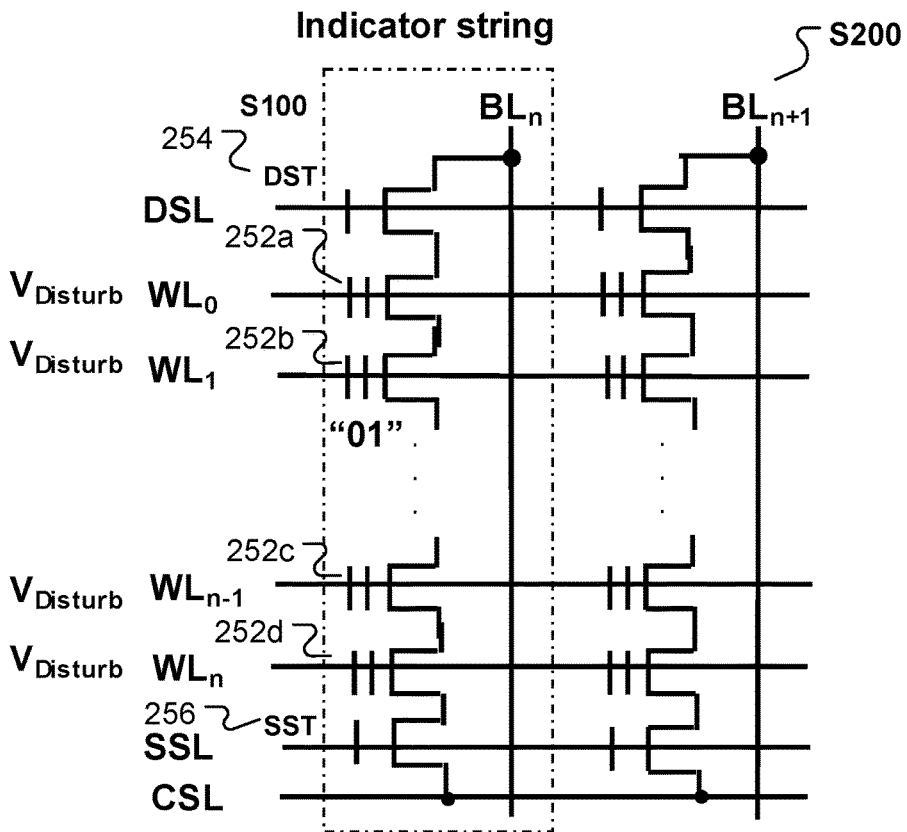 Indicator string
S200
S100
BLn
BLn+1
254
DST
DSL
252a
VDisturb WL0
252b
VDisturb WL1
“01”
252c
VDisturb WLn-1
252d
VDisturb WLn
256
SST
SSL
CSL